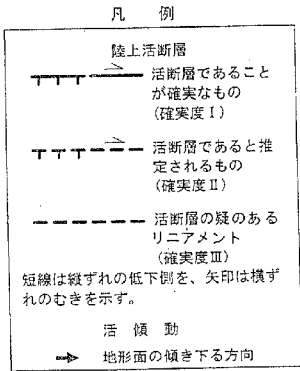 凡例
陸上活断層
活断層であること
が確実なもの
(確実度Ⅰ)
活断層であると推
定されるもの
(確実度Ⅱ)
活断層の疑のある
リニアメント
(確実度Ⅲ)
短線は縦ずれの低下側を、矢印は横ず
れのむきを示す。
活傾動
地形面の傾き下る方向